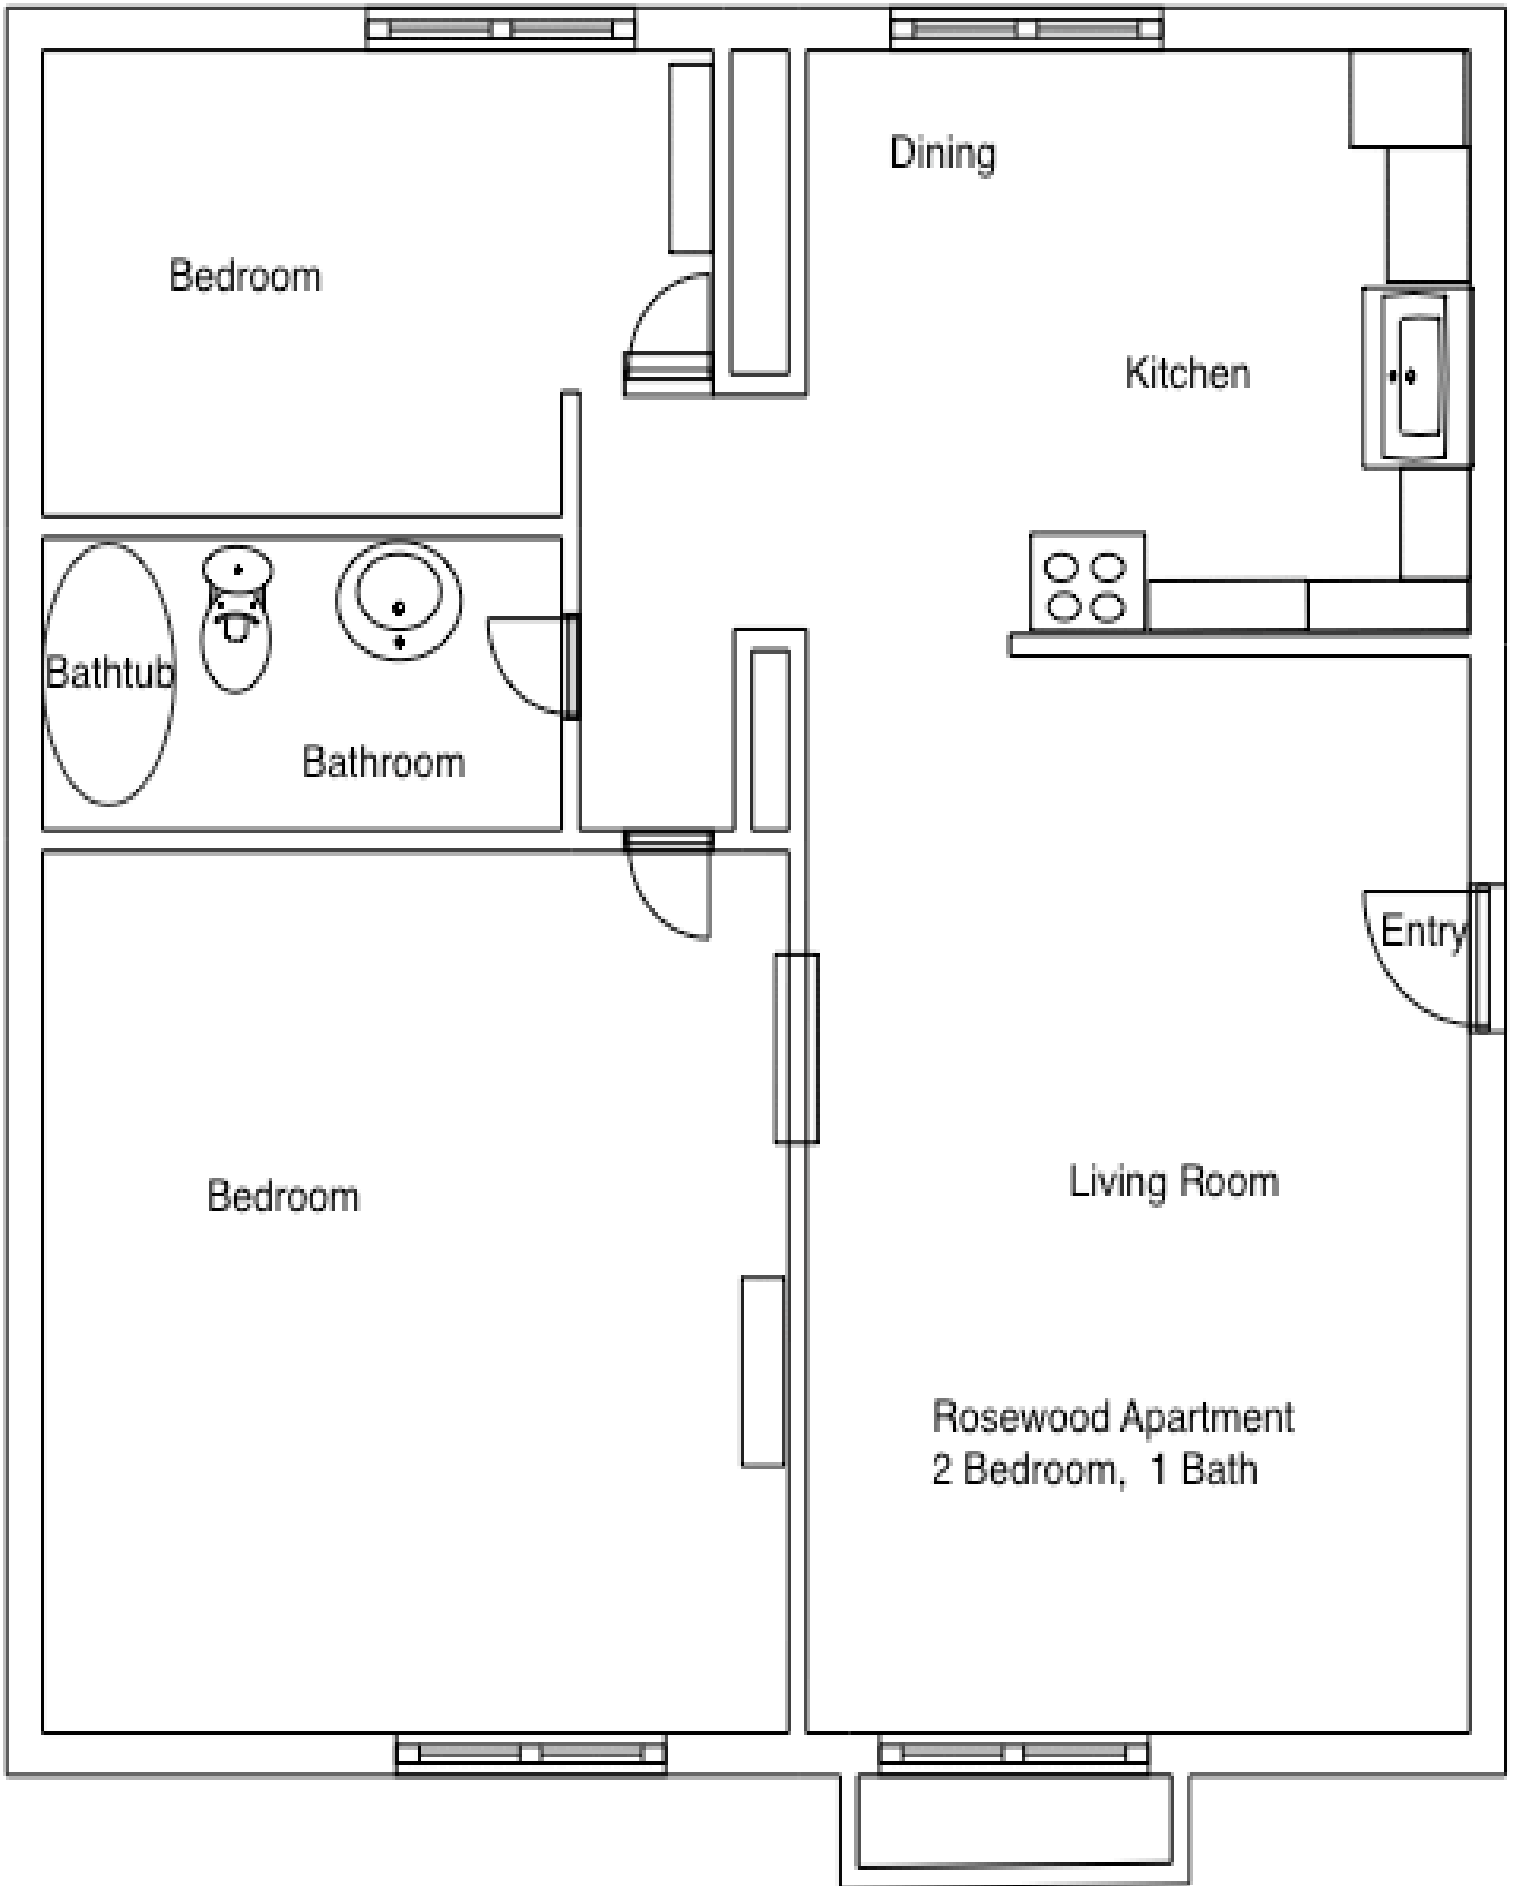 Dining
Bedroom
Kitchen
Bathtub
Bathroom
Entry
Bedroom
Living Room
Rosewood Apartment
2 Bedroom, 1 Bath